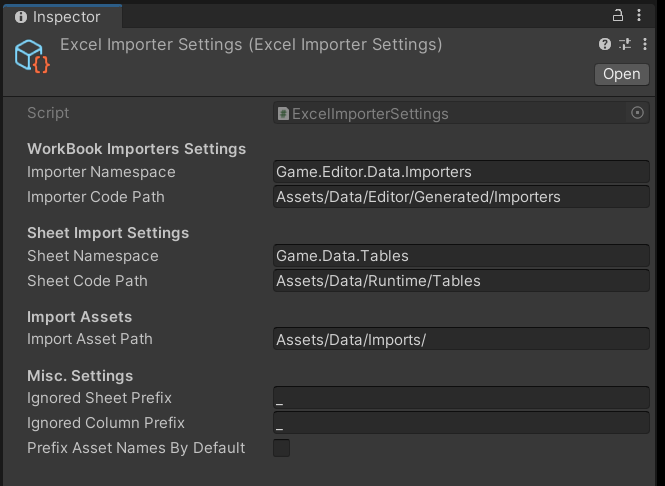 Inspector
Excel Importer Settings (Excel Importer Settings)
Open
Script ExcelImporterSettings
WorkBook Importers Settings
Importer Namespace Game.Editor.Data.Importers
Importer Code Path Assets/Data/Editor/Generated/Importers
Sheet Import Settings
Sheet Namespace Game.Data.Tables
Sheet Code Path Assets/Data/Runtime/Tables
Import Assets
Import Asset Path Assets/Data/Imports/
Misc. Settings
Ignored Sheet Prefix _
Ignored Column Prefix _
Prefix Asset Names By Default